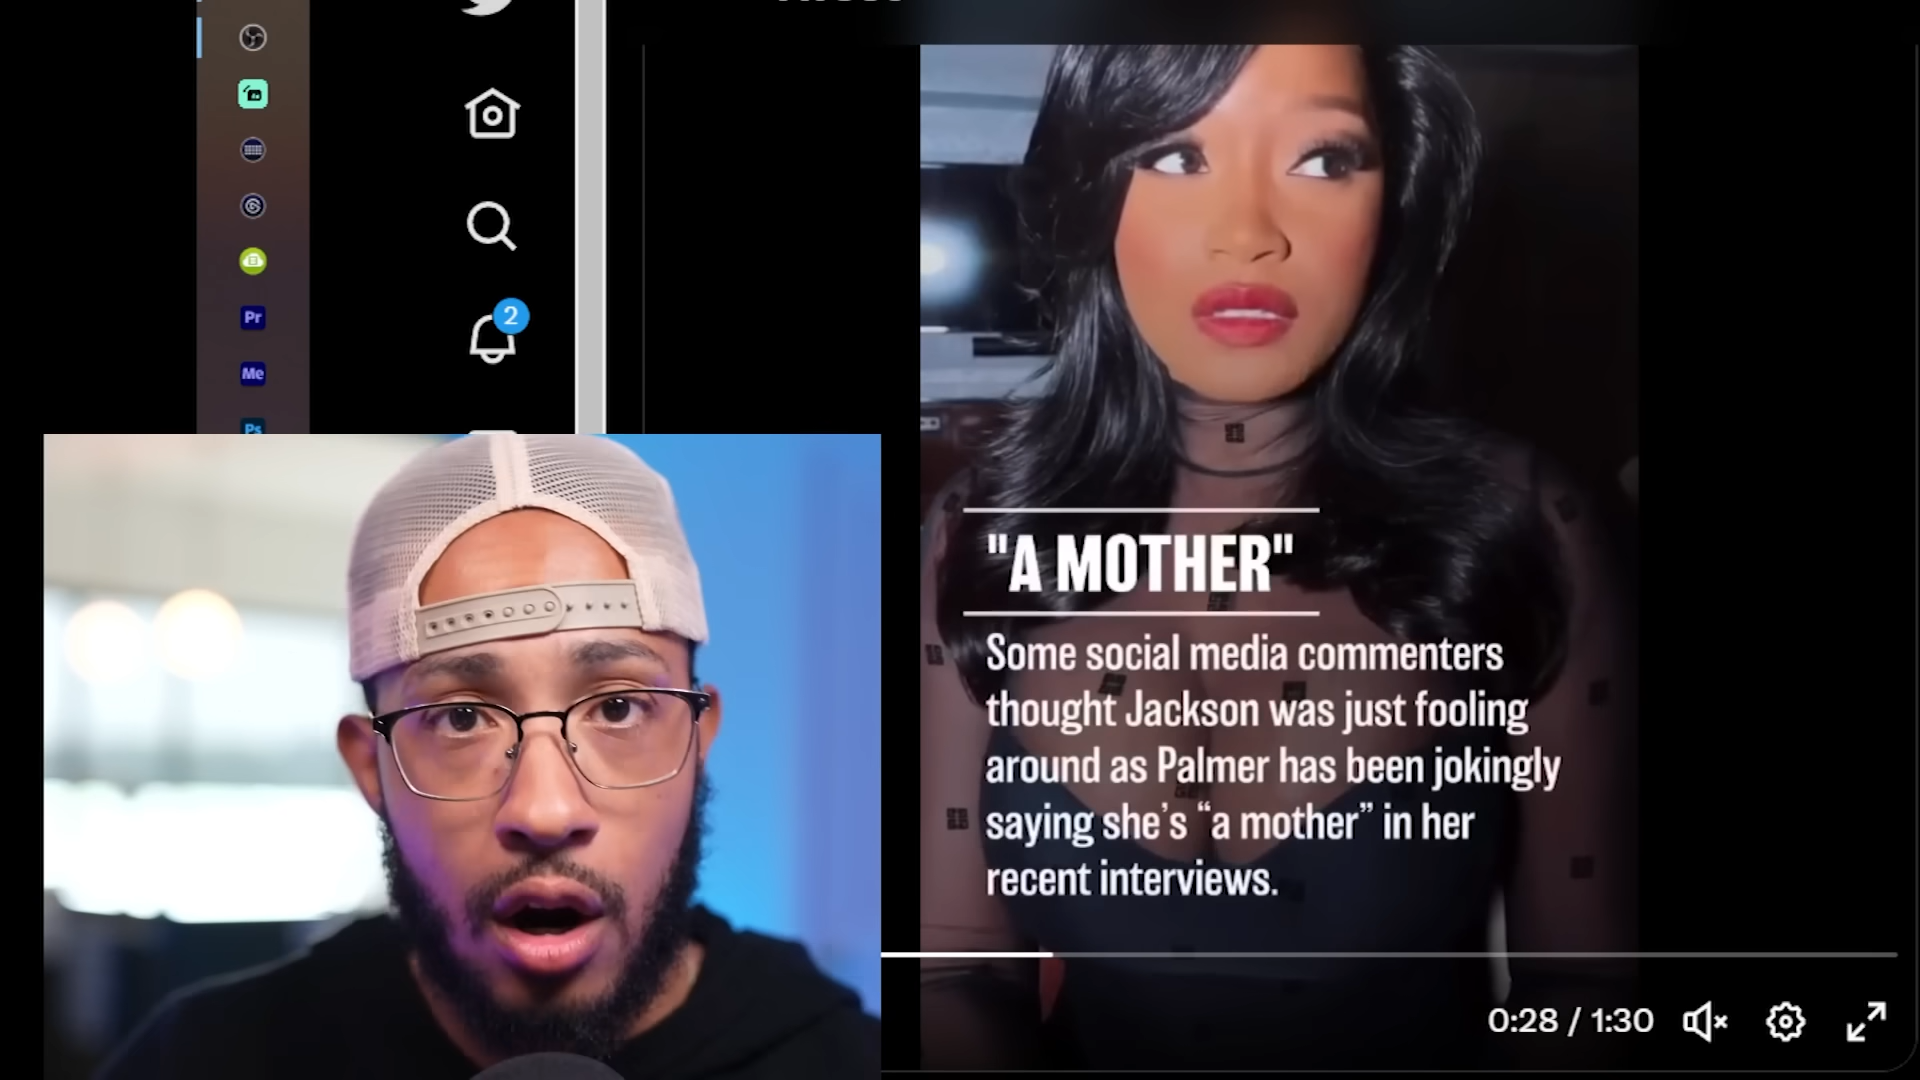 2
Pr
Me
Ps
"A MOTHER"
Some social media commenters
thought Jackson was just fooling
around as Palmer has been jokingly
saying she's “a mother” in her
recent interviews.
0:28 / 1:30